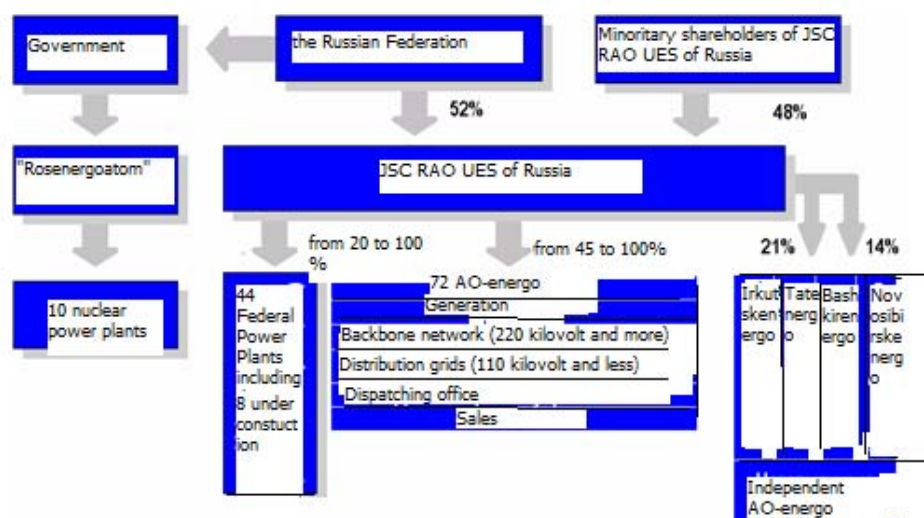 Government
the Russian Federation
Minoritary shareholders of JSC
RAO UES of Russia
52%
48%
"Rosenergoatom"
JSC RAO UES of Russia
from 20 to 100
%
from 45 to 100%
21%
14%
10 nuclear
power plants
44
Federal
Power
Plants
including
8 under
constuct
ion
72 AO-energo
Generation
Backbone network (220 kilovolt and more)
Distribution grids (110 kilovolt and less)
Dispatching office
Sales
Irkut
sken
ergo
Tate
nerg
o
Bash
kiren
ergo
Nov
osibi
rske
nerg
o
Independent
AO-energo